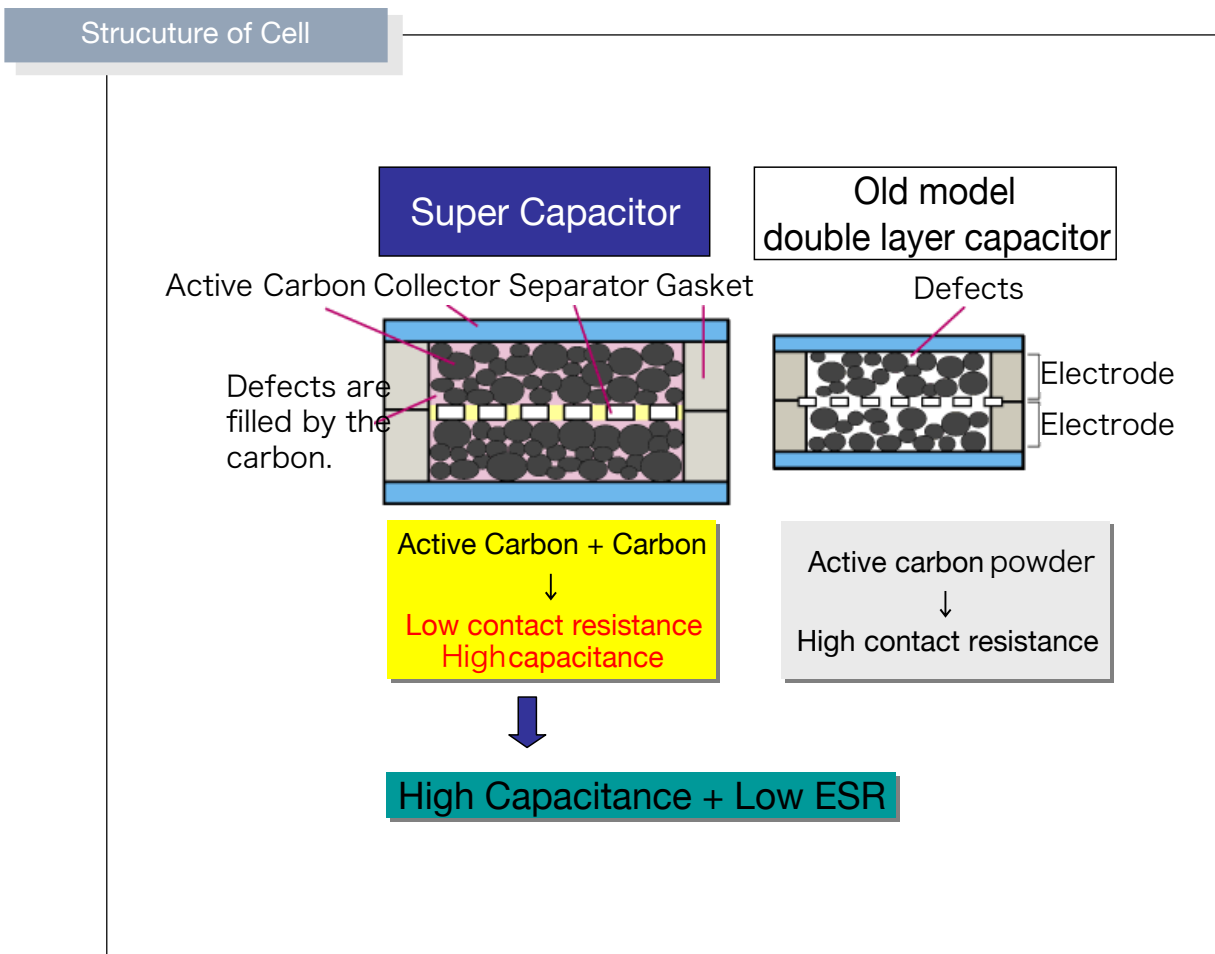 Strucuture of Cell
Super Capacitor
Old model
double layer capacitor
Active Carbon Collector Separator Gasket
Defects
Defects are
filled by the
carbon.
Electrode
Electrode
Active Carbon + Carbon
↓
Low contact resistance
High capacitance
Active carbon powder
↓
High contact resistance
High Capacitance + Low ESR